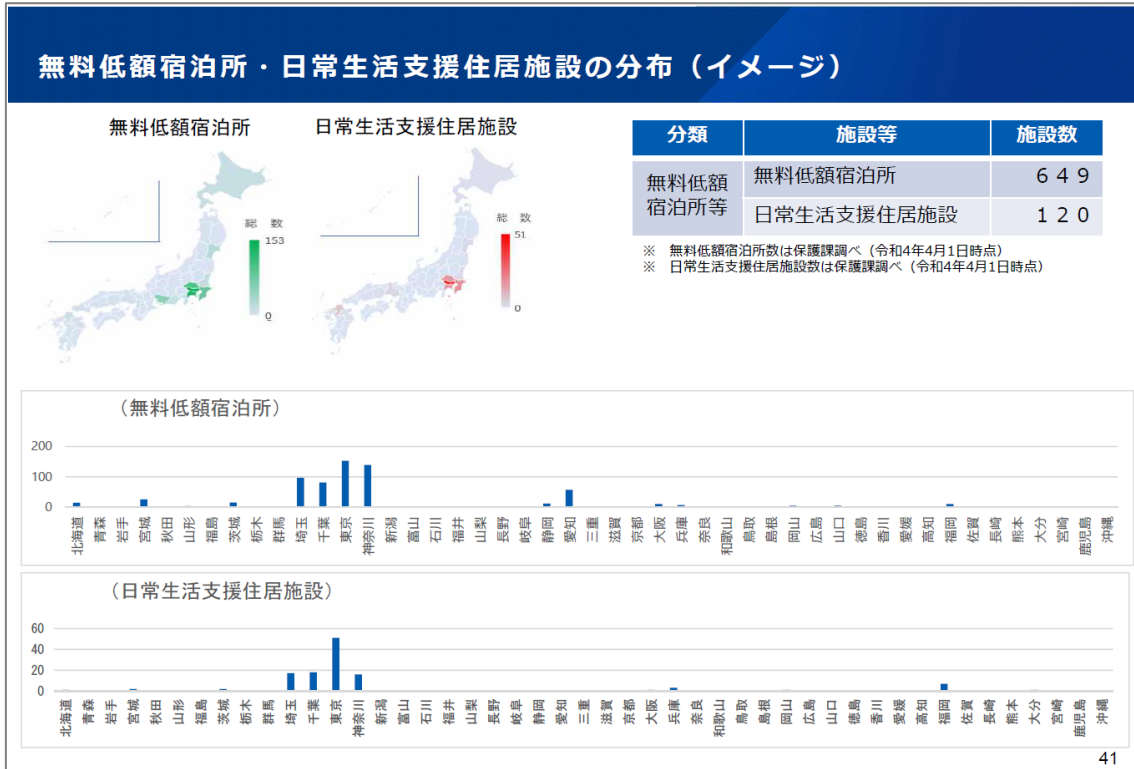 無料低額宿泊所・日常生活支援住居施設の分布（イメージ）
無料低額宿泊所
総 数
153
0
日常生活支援住居施設
総 数
51
0
分類 施設等 施設数
無料低額宿泊所等 無料低額宿泊所 ６４９
日常生活支援住居施設 １２０
※ 無料低額宿泊所数は保護課調べ（令和4年4月1日時点）
※ 日常生活支援住居施設数は保護課調べ（令和4年4月1日時点）
（無料低額宿泊所）
200
100
0
北海道 青森 岩手 宮城 秋田 山形 福島 茨城 栃木 群馬 埼玉 千葉 東京 神奈川 新潟 富山 石川 福井 山梨 長野 岐阜 静岡 愛知 三重 滋賀 京都 大阪 兵庫 奈良 和歌山 鳥取 島根 岡山 広島 山口 徳島 香川 愛媛 高知 福岡 佐賀 長崎 熊本 大分 宮崎 鹿児島 沖縄
（日常生活支援住居施設）
60
40
20
0
北海道 青森 岩手 宮城 秋田 山形 福島 茨城 栃木 群馬 埼玉 千葉 東京 神奈川 新潟 富山 石川 福井 山梨 長野 岐阜 静岡 愛知 三重 滋賀 京都 大阪 兵庫 奈良 和歌山 鳥取 島根 岡山 広島 山口 徳島 香川 愛媛 高知 福岡 佐賀 長崎 熊本 大分 宮崎 鹿児島 沖縄
41